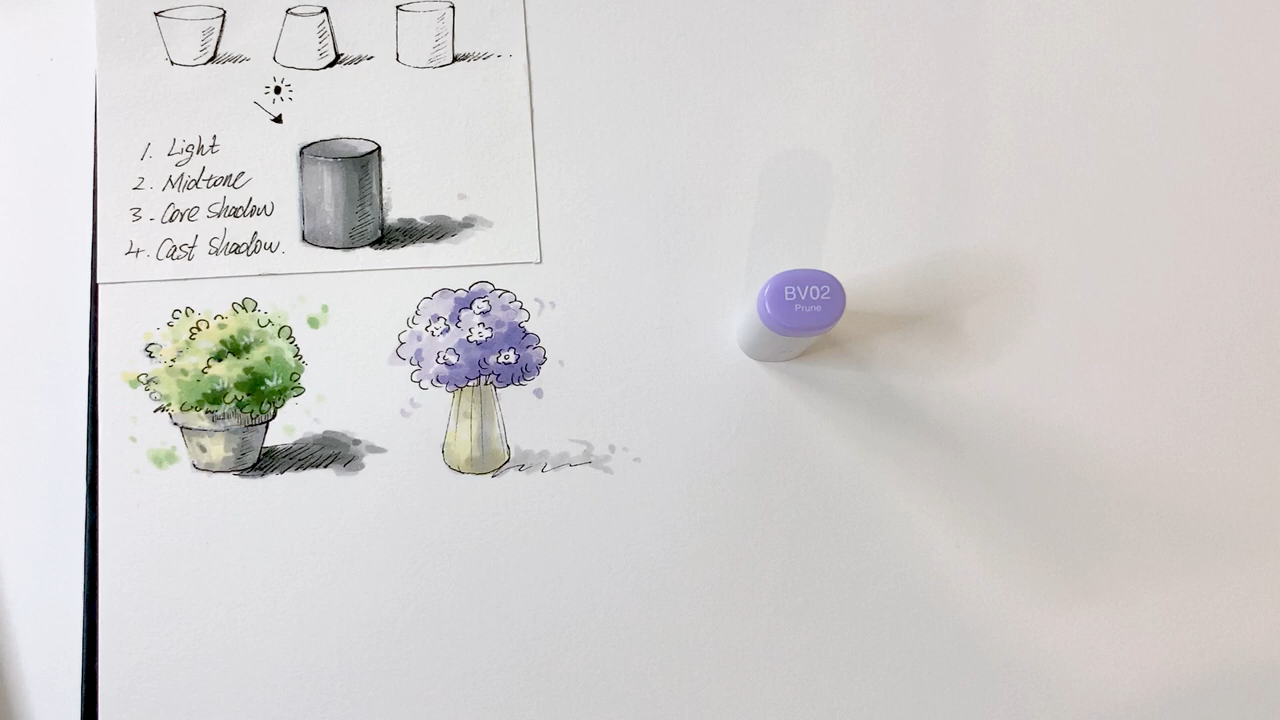 1. Light
2. Midtone
3. Core Shadow
4. Cast Shadow.
BV02
Prune